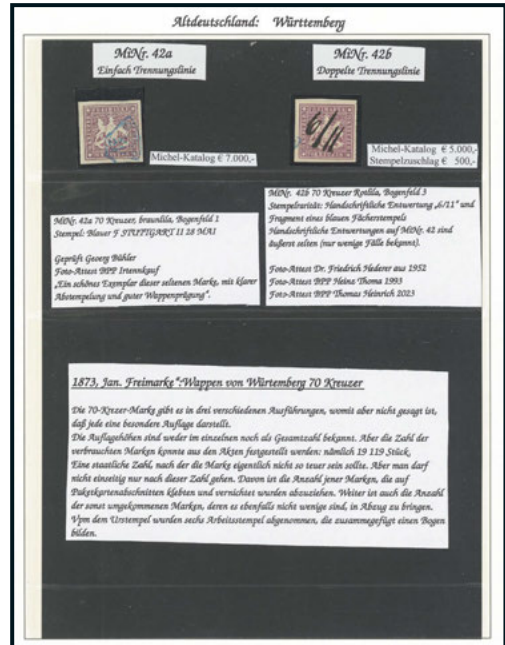 Altdeutschland: Württemberg
MiNr. 42a
Einfach Trennungslinie
MiNr. 42b
Doppelte Trennungslinie
6/11
Michel-Katalog € 7.000,-
Michel-Katalog € 5.000,-
Stempelzuschlag € 500,-
MiNr. 42a 70 Kreuzer, braunlila, Bogenfeld 1
Stempel: Blauer F STUTTGART II 28 MAI
Geprüft Georg Bühler
Foto-Attest BPP Irtennkauf
„Ein schönes Exemplar dieser seltenen Marke, mit klarer
Abstempelung und guter Wappenprägung“.
MiNr. 42b 70 Kreuzer Rotlila, Bogenfeld 3
Stempelrarität: Handschriftliche Entwertung „6/11“ und
Fragment eines blauen Fächerstempels
Handschriftliche Entwertungen auf MiNr. 42 sind
äußerst selten (nur wenige Fälle bekannt).
Foto-Attest Dr. Friedrich Hederer aus 1952
Foto-Attest BPP Heinz Thoma 1993
Foto-Attest BPP Thomas Heinrich 2023
1873, Jan. Freimarke":Wappen von Würtemberg 70 Kreuzer
Die 70-Krezer-Marke gibt es in drei verschiedenen Ausführungen, womit aber nicht gesagt ist,
daß jede eine besondere Auflage darstellt.
Die Auflagehöhen sind weder im einzelnen noch als Gesamtzahl bekannt. Aber die Zahl der
verbrauchten Marken konnte aus den Akten festgestellt werden: nämlich 19 119 Stück.
Eine staatliche Zahl, nach der die Marke eigentlich nicht so teuer sein sollte. Aber man darf
nicht einseitig nur nach dieser Zahl gehen. Davon ist die Anzahl jener Marken, die auf
Paketkartenabschnitten klebten und vernichtet wurden abzuziehen. Weiter ist auch die Anzahl
der sonst umgekommenen Marken, deren es ebenfalls nicht wenige sind, in Abzug zu bringen.
Vpm dem Urstempel wurden sechs Arbeitsstempel abgenommen, die zusammegefügt einen Bogen
bilden.